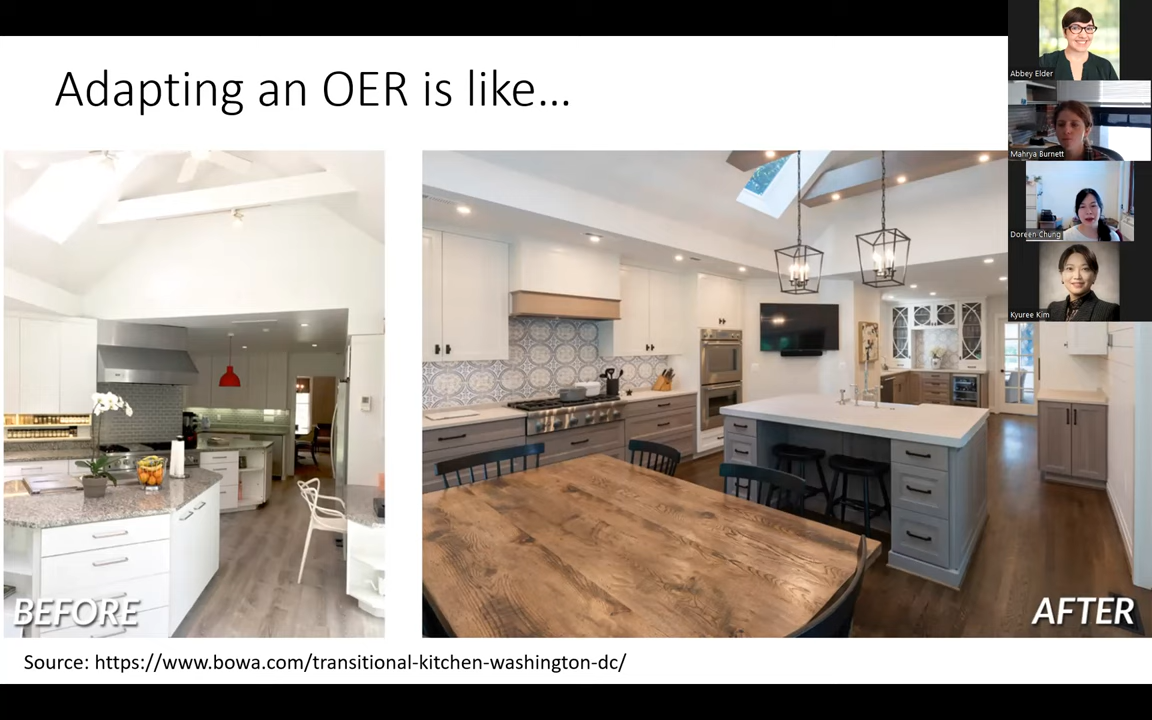 Adapting an OER is like...
Abbey Elder
Mahrya Burnett
Doreen Chung
Kyuree Kim
BEFORE
AFTER
Source: https://www.bowa.com/transitional-kitchen-washington-dc/